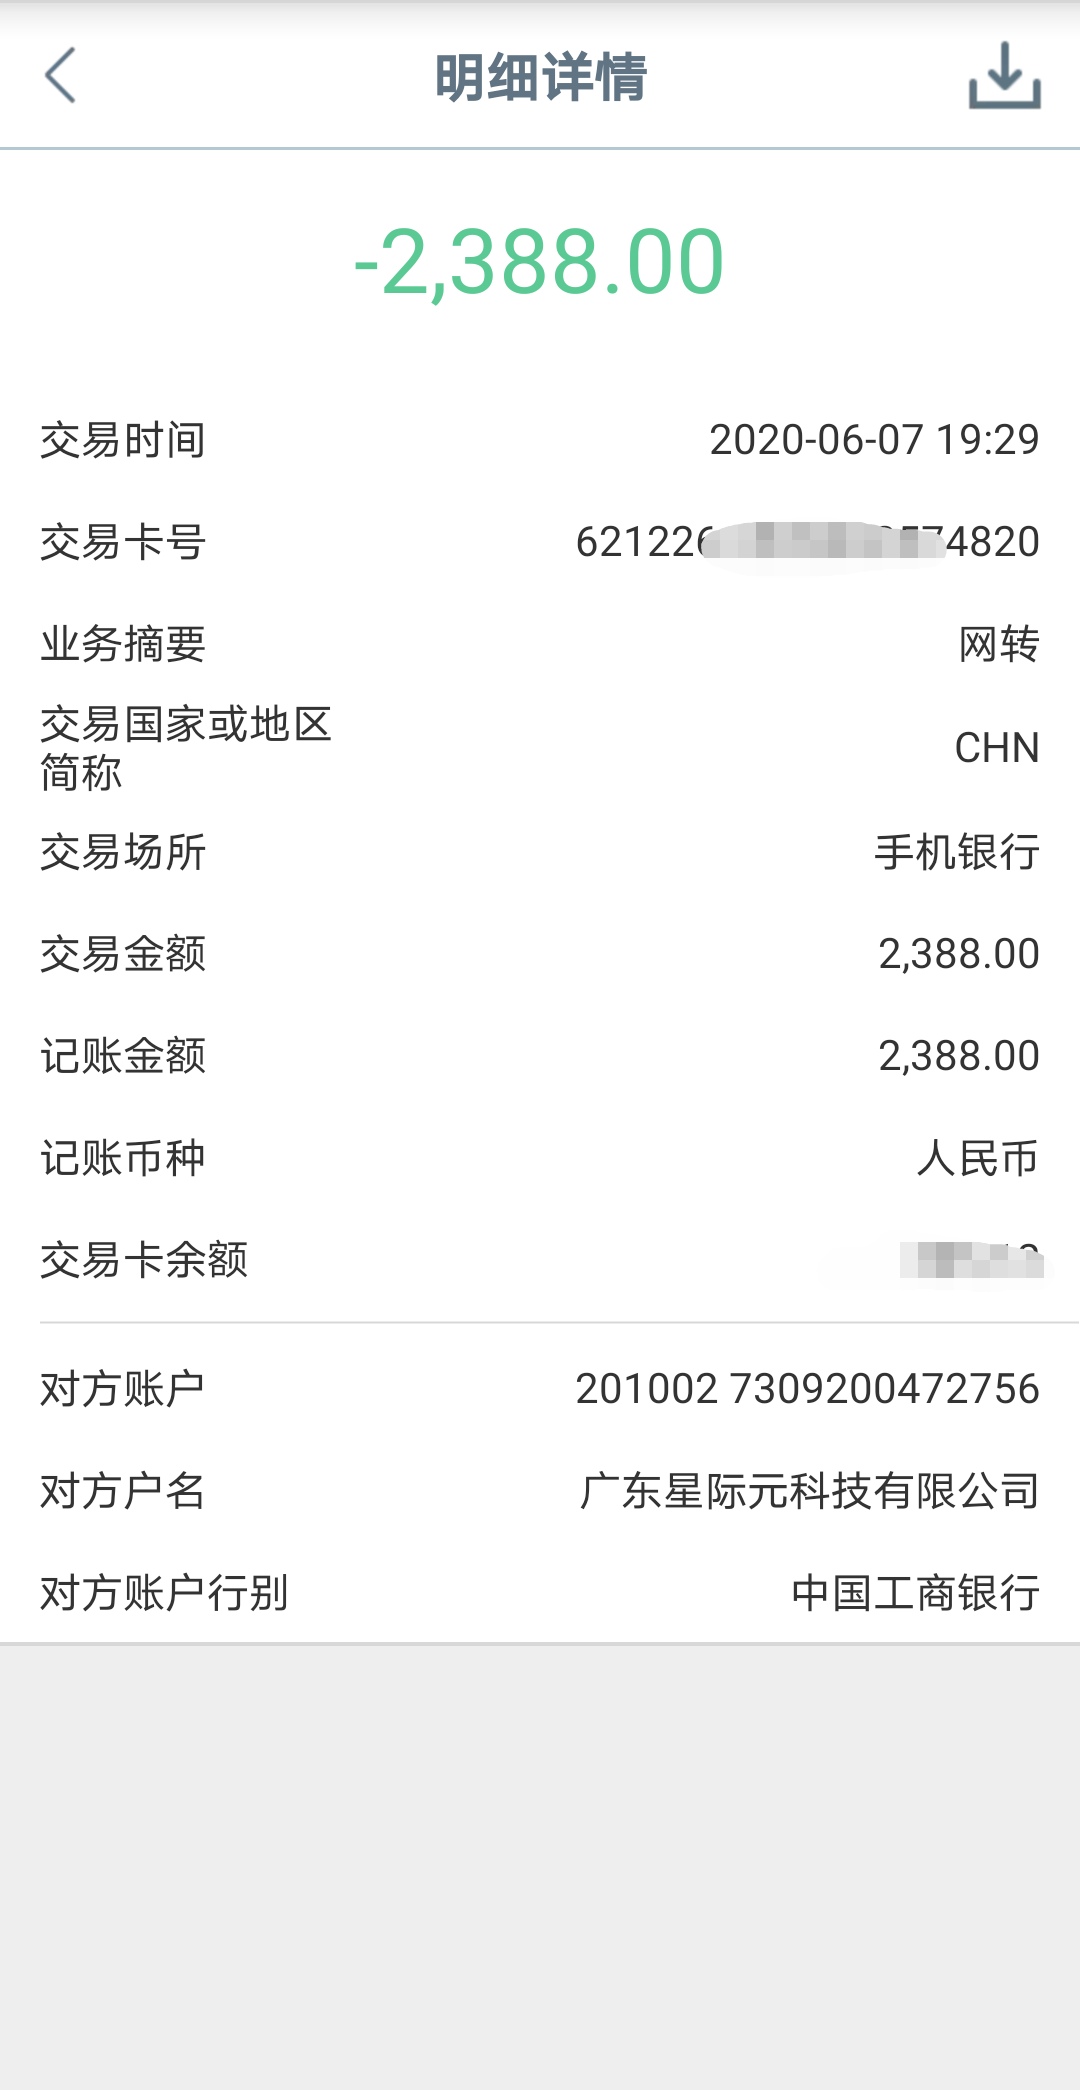 明细详情
-2,388.00
交易时间 2020-06-07 19:29
交易卡号 621226 4820
业务摘要 网转
交易国家或地区
简称 CHN
交易场所 手机银行
交易金额 2,388.00
记账金额 2,388.00
记账币种 人民币
交易卡余额
对方账户 201002 7309200472756
对方户名 广东星际元科技有限公司
对方账户行别 中国工商银行